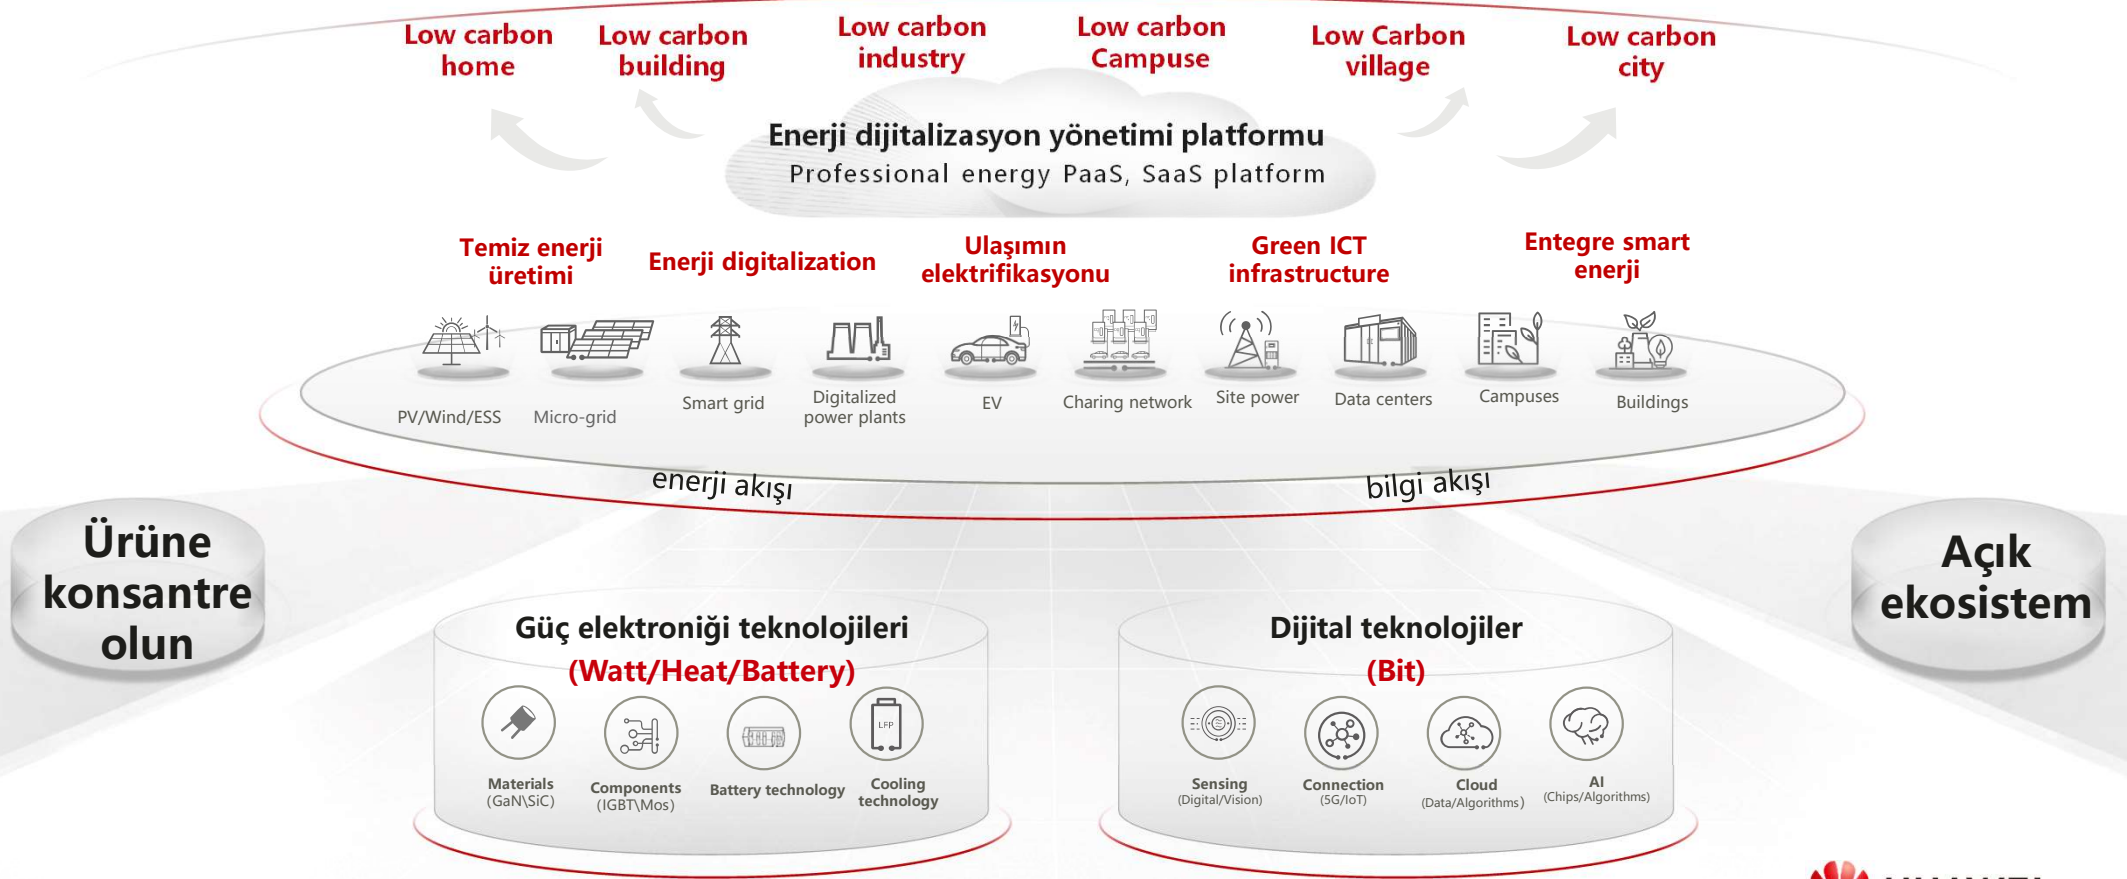 Low carbon
home
Low carbon
building
Low carbon
industry
Low carbon
Campuse
Low Carbon
village
Low carbon
city
Enerji dijitalizasyon yönetimi platformu
Professional energy PaaS, SaaS platform
Temiz enerji
üretimi
Enerji digitalization
Ulaşımın
elektrifikasyonu
Green ICT
infrastructure
Entegre smart
enerji
PV/Wind/ESS
Micro-grid
Smart grid
Digitalized
power plants
EV
Charing network
Site power
Data centers
Campuses
Buildings
enerji akışı
bilgi akışı
Ürüne
konsantre
olun
Açık
ekosistem
Güç elektroniği teknolojileri
(Watt/Heat/Battery)
LFP
Materials
(GaN\SiC)
Components
(IGBT\Mos)
Battery technology
Cooling
technology
Dijital teknolojiler
(Bit)
Sensing
(Digital/Vision)
Connection
(5G/IoT)
Cloud
(Data/Algorithms)
AI
(Chips/Algorithms)